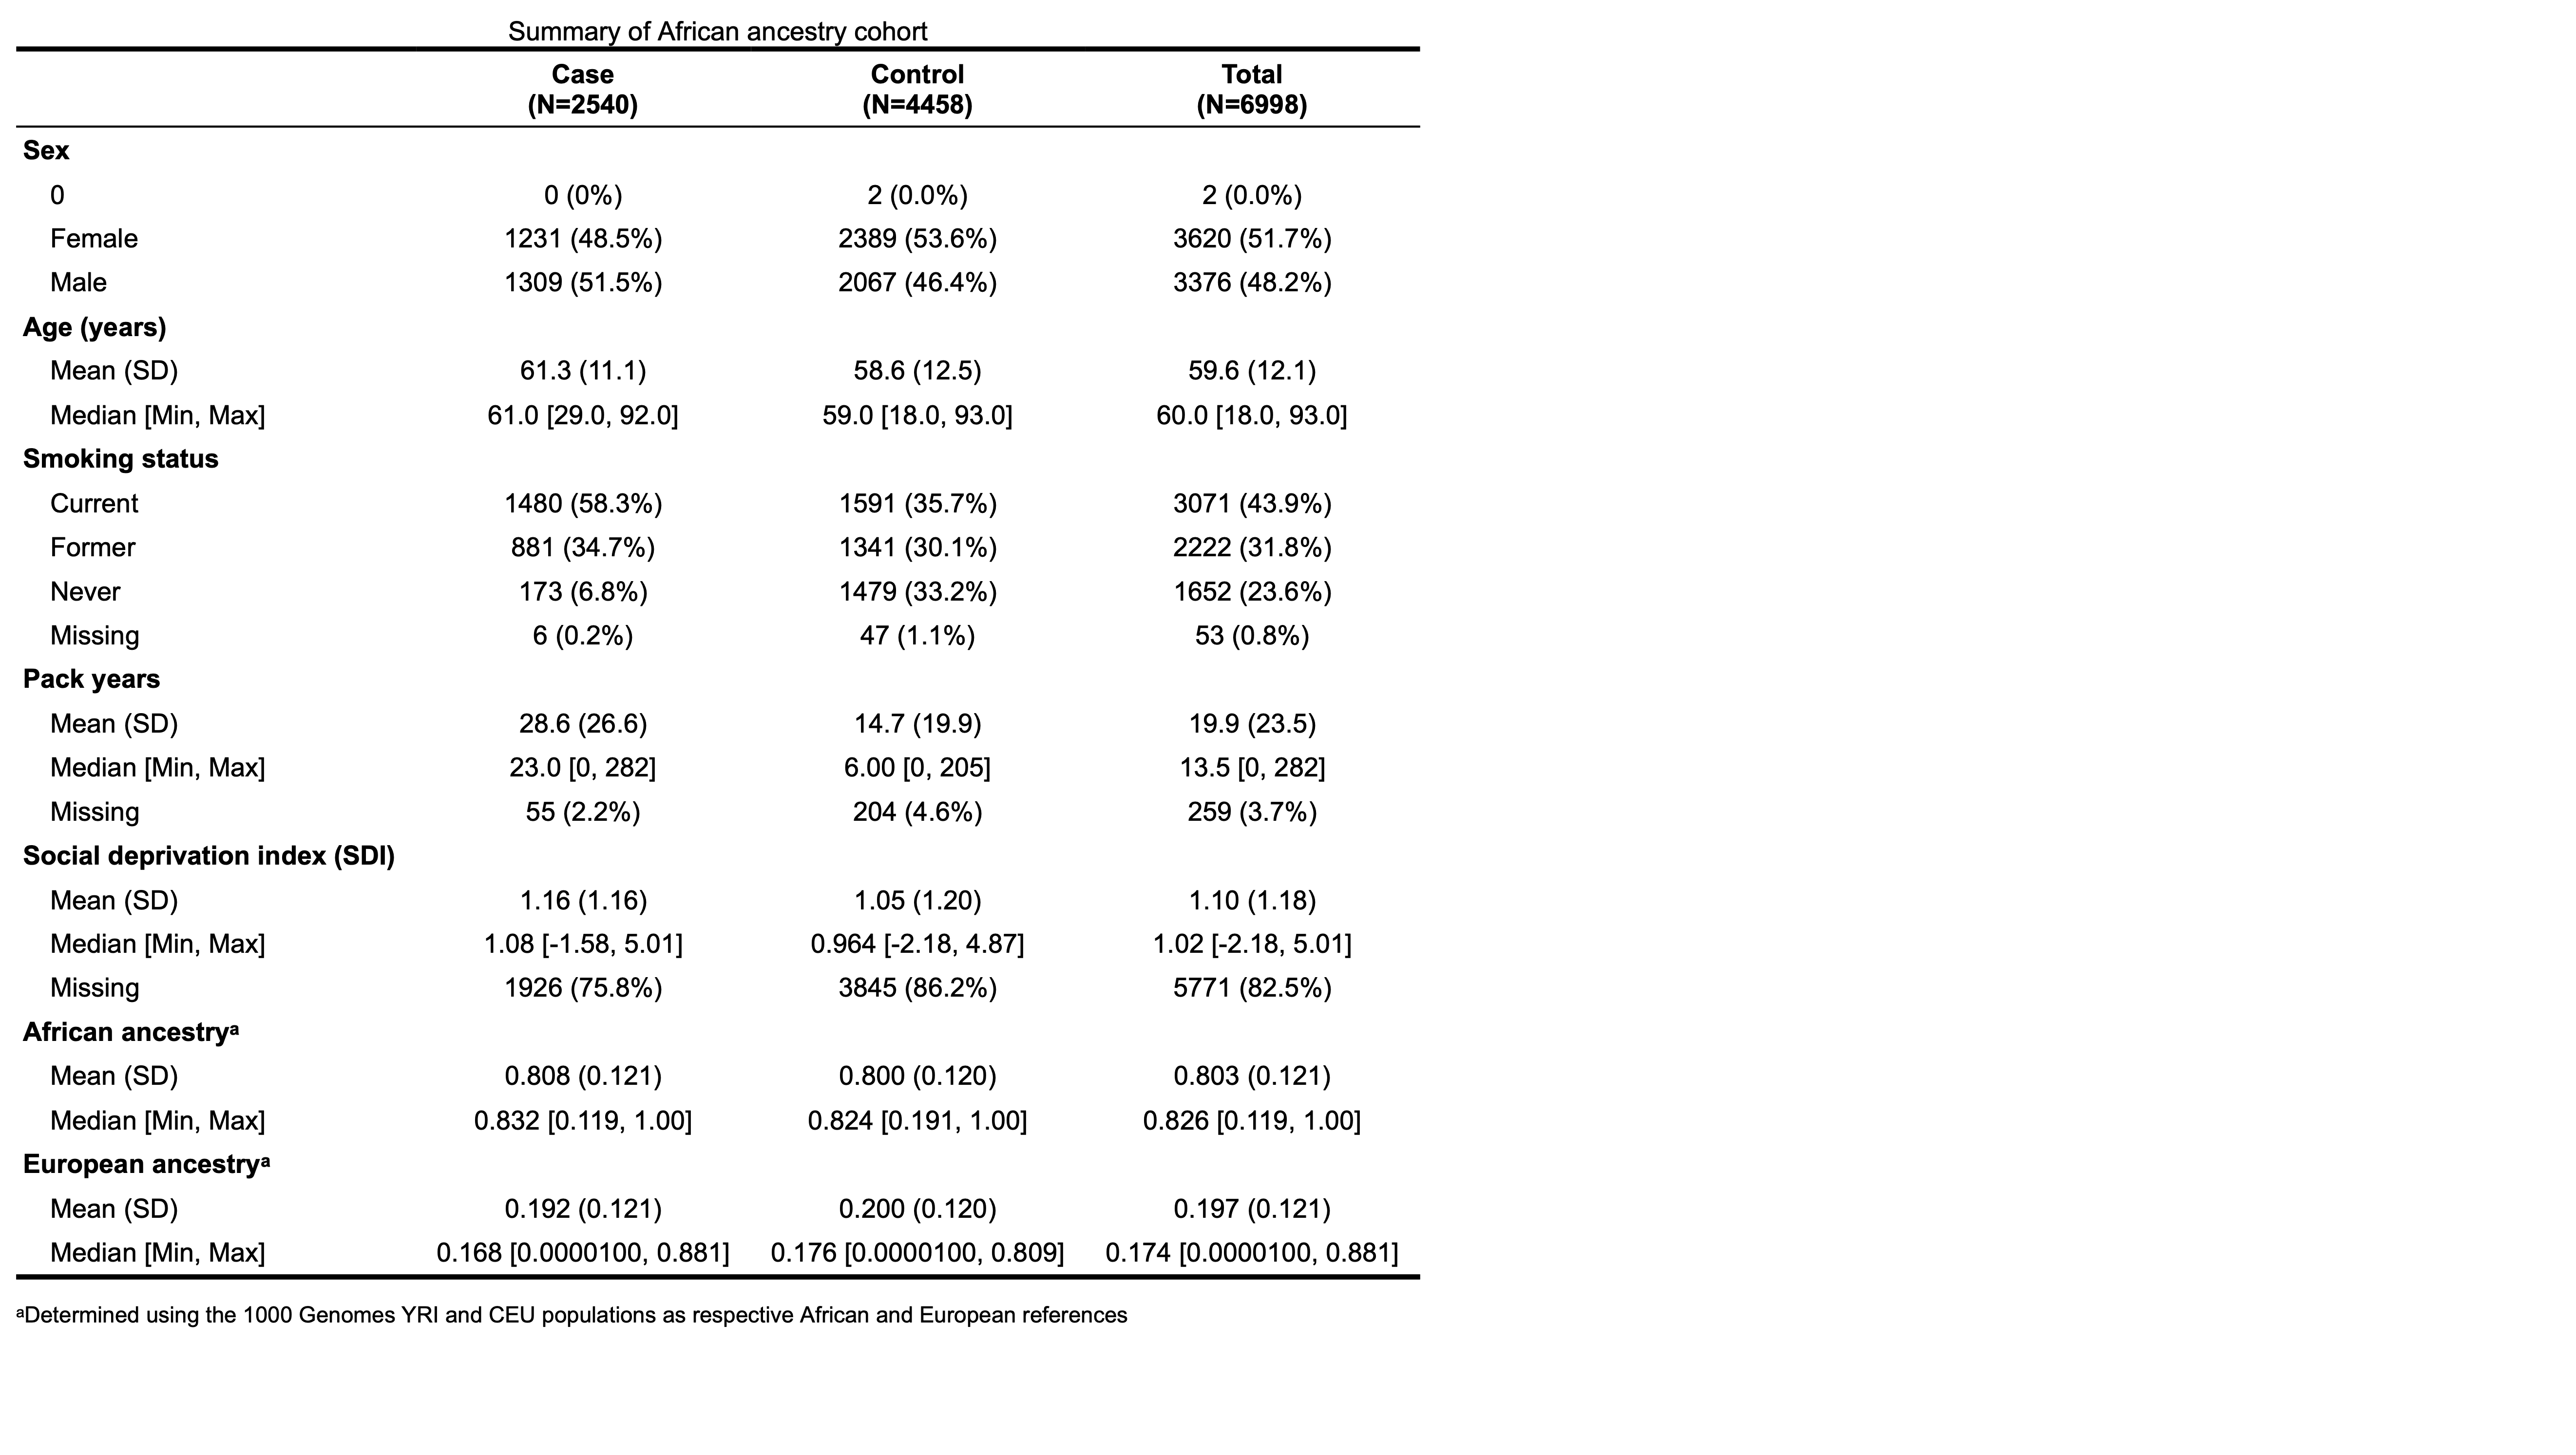 Summary of African ancestry cohort
Case Control Total
(N=2540) (N=4458) (N=6998)
Sex
0 0 (0%) 2 (0.0%) 2 (0.0%)
Female 1231 (48.5%) 2389 (53.6%) 3620 (51.7%)
Male 1309 (51.5%) 2067 (46.4%) 3376 (48.2%)
Age (years)
Mean (SD) 61.3 (11.1) 58.6 (12.5) 59.6 (12.1)
Median [Min, Max] 61.0 [29.0, 92.0] 59.0 [18.0, 93.0] 60.0 [18.0, 93.0]
Smoking status
Current 1480 (58.3%) 1591 (35.7%) 3071 (43.9%)
Former 881 (34.7%) 1341 (30.1%) 2222 (31.8%)
Never 173 (6.8%) 1479 (33.2%) 1652 (23.6%)
Missing 6 (0.2%) 47 (1.1%) 53 (0.8%)
Pack years
Mean (SD) 28.6 (26.6) 14.7 (19.9) 19.9 (23.5)
Median [Min, Max] 23.0 [0, 282] 6.00 [0, 205] 13.5 [0, 282]
Missing 55 (2.2%) 204 (4.6%) 259 (3.7%)
Social deprivation index (SDI)
Mean (SD) 1.16 (1.16) 1.05 (1.20) 1.10 (1.18)
Median [Min, Max] 1.08 [-1.58, 5.01] 0.964 [-2.18, 4.87] 1.02 [-2.18, 5.01]
Missing 1926 (75.8%) 3845 (86.2%) 5771 (82.5%)
African ancestryᵃ
Mean (SD) 0.808 (0.121) 0.800 (0.120) 0.803 (0.121)
Median [Min, Max] 0.832 [0.119, 1.00] 0.824 [0.191, 1.00] 0.826 [0.119, 1.00]
European ancestryᵃ
Mean (SD) 0.192 (0.121) 0.200 (0.120) 0.197 (0.121)
Median [Min, Max] 0.168 [0.0000100, 0.881] 0.176 [0.0000100, 0.809] 0.174 [0.0000100, 0.881]
ᵃDetermined using the 1000 Genomes YRI and CEU populations as respective African and European references